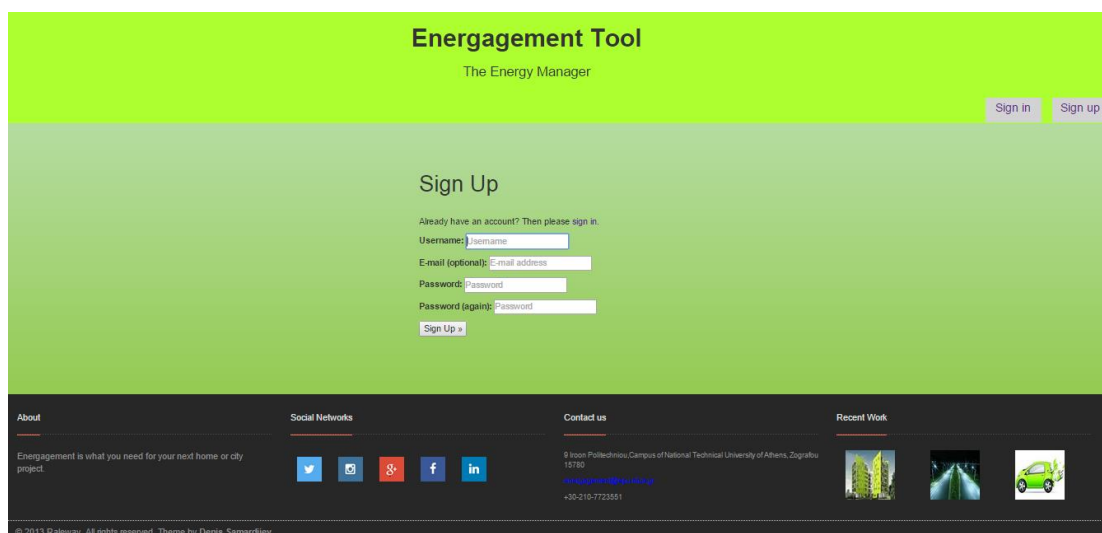 Energagement Tool
The Energy Manager
Sign in
Sign up
Sign Up
Already have an account? Then please sign in.
Username: Username
E-mail (optional): E-mail address
Password: Password
Password (again): Password
Sign Up »
About
Energagement is what you need for your next home or city
project.
Social Networks
Contact us
9 Iroon Politechniou,Campus of National Technical University of Athens, Zografou
15780
+30-210-7723551
Recent Work
© 2013 Raleway. All rights reserved. Theme by Denis Samardjiev